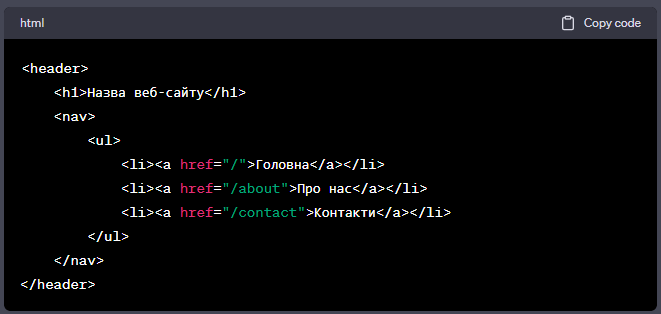 html Copy code
<header>
    <h1>Назва веб-сайту</h1>
    <nav>
        <ul>
            <li><a href="/">Головна</a></li>
            <li><a href="/about">Про нас</a></li>
            <li><a href="/contact">Контакти</a></li>
        </ul>
    </nav>
</header>